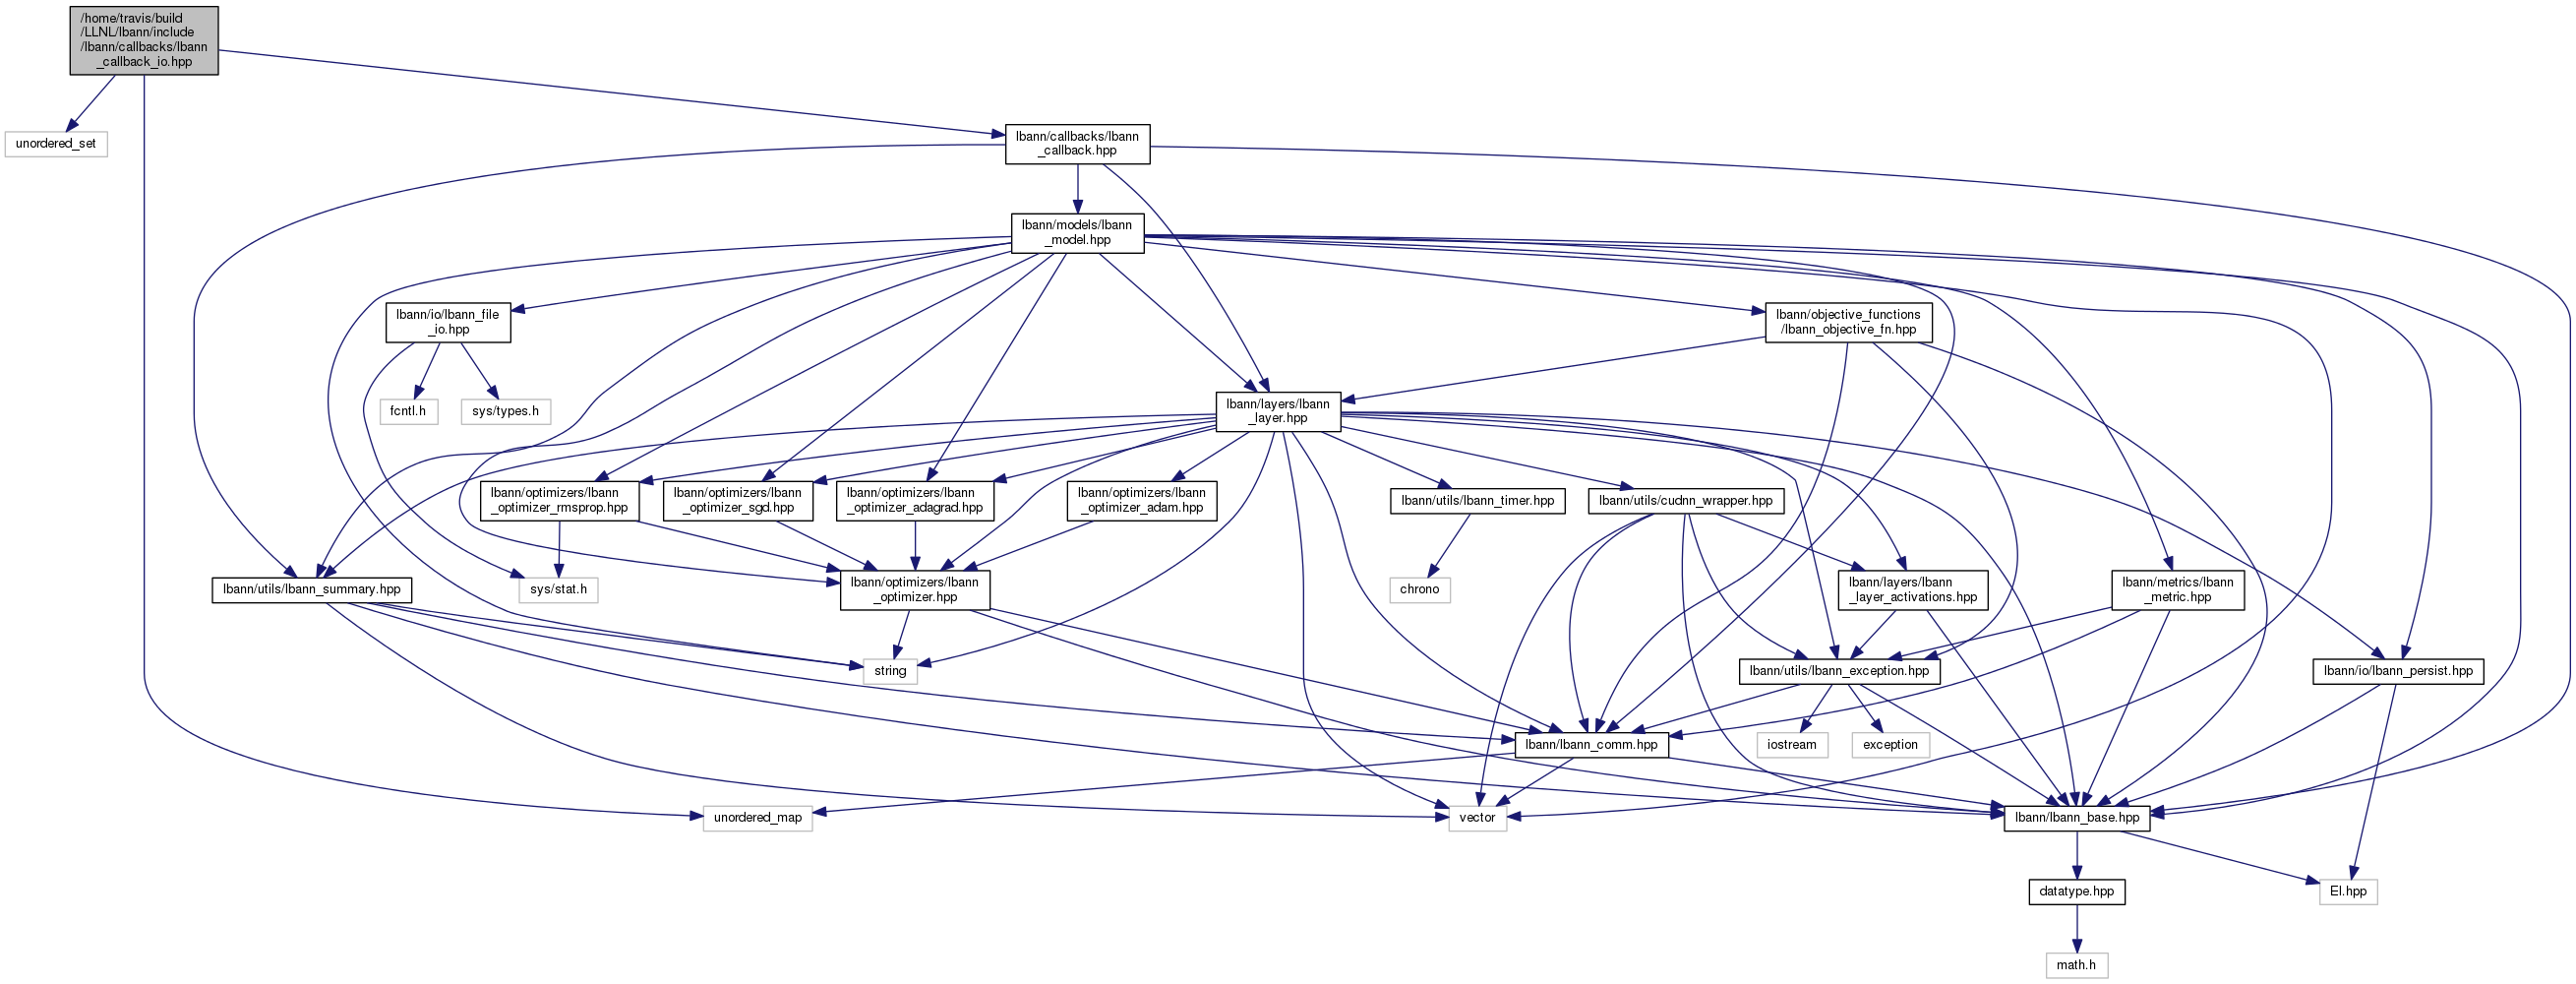 /home/travis/build
/LLNL/lbann/include
/lbann/callbacks/lbann
_callback_io.hpp
unordered_set
lbann/callbacks/lbann
_callback.hpp
lbann/models/lbann
_model.hpp
lbann/io/lbann_file
_io.hpp
lbann/objective_functions
/lbann_objective_fn.hpp
fcntl.h
sys/types.h
lbann/layers/lbann
_layer.hpp
lbann/optimizers/lbann
_optimizer_rmsprop.hpp
lbann/optimizers/lbann
_optimizer_sgd.hpp
lbann/optimizers/lbann
_optimizer_adagrad.hpp
lbann/optimizers/lbann
_optimizer_adam.hpp
lbann/utils/lbann_timer.hpp
lbann/utils/cudnn_wrapper.hpp
lbann/utils/lbann_summary.hpp
sys/stat.h
lbann/optimizers/lbann
_optimizer.hpp
chrono
lbann/layers/lbann
_layer_activations.hpp
lbann/metrics/lbann
_metric.hpp
string
lbann/utils/lbann_exception.hpp
lbann/io/lbann_persist.hpp
lbann/lbann_comm.hpp
iostream
exception
unordered_map
vector
lbann/lbann_base.hpp
datatype.hpp
El.hpp
math.h